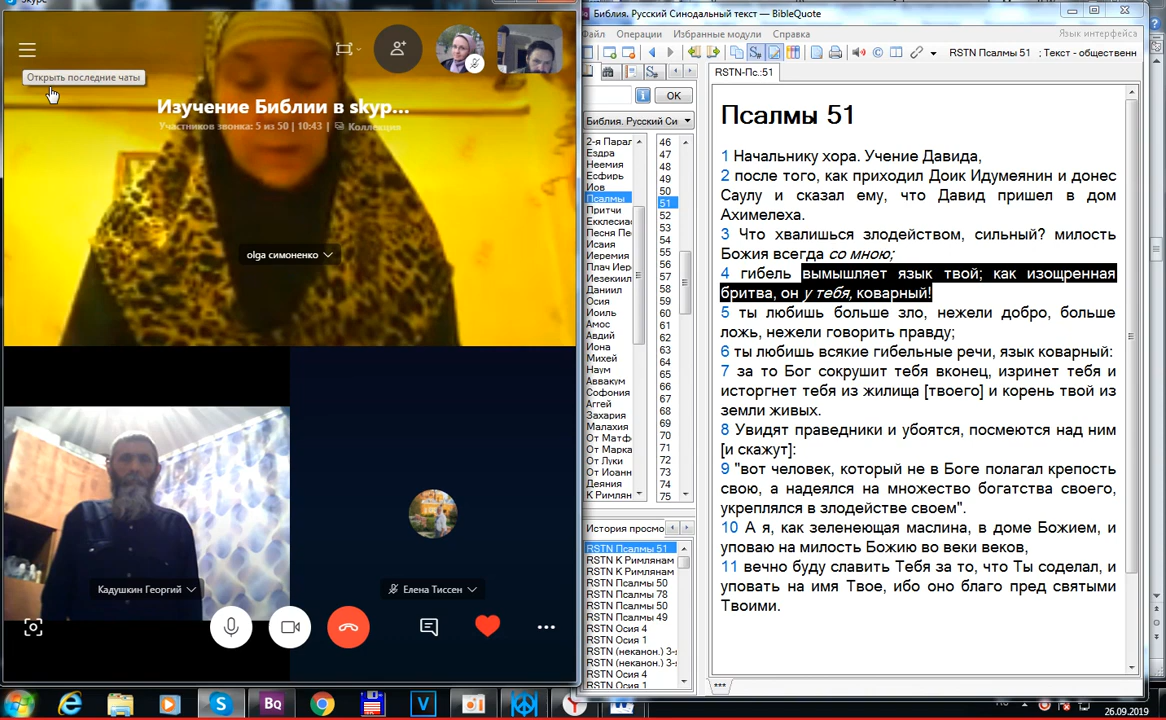 Skype
Открыть последние чаты
Изучение Библии в skyp...
Участников звонка: 5 из 50 | 10:43 | Коллекция
olga симоненко
Кадушкин Георгий
Елена Тиссен
Библия. Русский Синодальный текст — BibleQuote
Файл Операции Избранные модули Справка
Язык интерфейса
RSTN Псалмы 51 ; Текст - общественн
OK
RSTN-Пс.:51
Библия. Русский Си
2-я Парал
Ездра
Неемия
Есфирь
Иов
Псалмы
Притчи
Екклесиас
Песня Пе
Исаия
Иеремия
Плач Иер
Иезекиил
Даниил
Осия
Иоиль
Амос
Авдий
Иона
Михей
Наум
Аввакум
Софония
Аггей
Захария
Малахия
От Матф
От Марка
От Луки
От Иоанн
Деяния
К Римлян
46
47
48
49
50
51
52
53
54
55
56
57
58
59
60
61
62
63
64
65
66
67
68
69
70
71
72
73
74
75
История просмо
RSTN Псалмы 51
RSTN К Римлянам
RSTN К Римлянам
RSTN Псалмы 50
RSTN Псалмы 78
RSTN Псалмы 50
RSTN Псалмы 49
RSTN Осия 4
RSTN Осия 1
RSTN (неканон.) 3-я
RSTN (неканон.) 3-я
RSTN Осия 4
RSTN Осия 1
Псалмы 51
1 Начальнику хора. Учение Давида,
2 после того, как приходил Доик Идумеянин и донес
Саулу и сказал ему, что Давид пришел в дом
Ахимелеха.
3 Что хвалишься злодейством, сильный? милость
Божия всегда со мною;
4 гибель вымышляет язык твой; как изощренная
бритва, он у тебя, коварный!
5 ты любишь больше зло, нежели добро, больше
ложь, нежели говорить правду;
6 ты любишь всякие гибельные речи, язык коварный:
7 за то Бог сокрушит тебя вконец, изринет тебя и
исторгнет тебя из жилища [твоего] и корень твой из
земли живых.
8 Увидят праведники и убоятся, посмеются над ним
[и скажут]:
9 "вот человек, который не в Боге полагал крепость
свою, а надеялся на множество богатства своего,
укреплялся в злодействе своем".
10 А я, как зеленеющая маслина, в доме Божием, и
уповаю на милость Божию во веки веков,
11 вечно буду славить Тебя за то, что Ты соделал, и
уповать на имя Твое, ибо оно благо пред святыми
Твоими.
***
26.09.2019